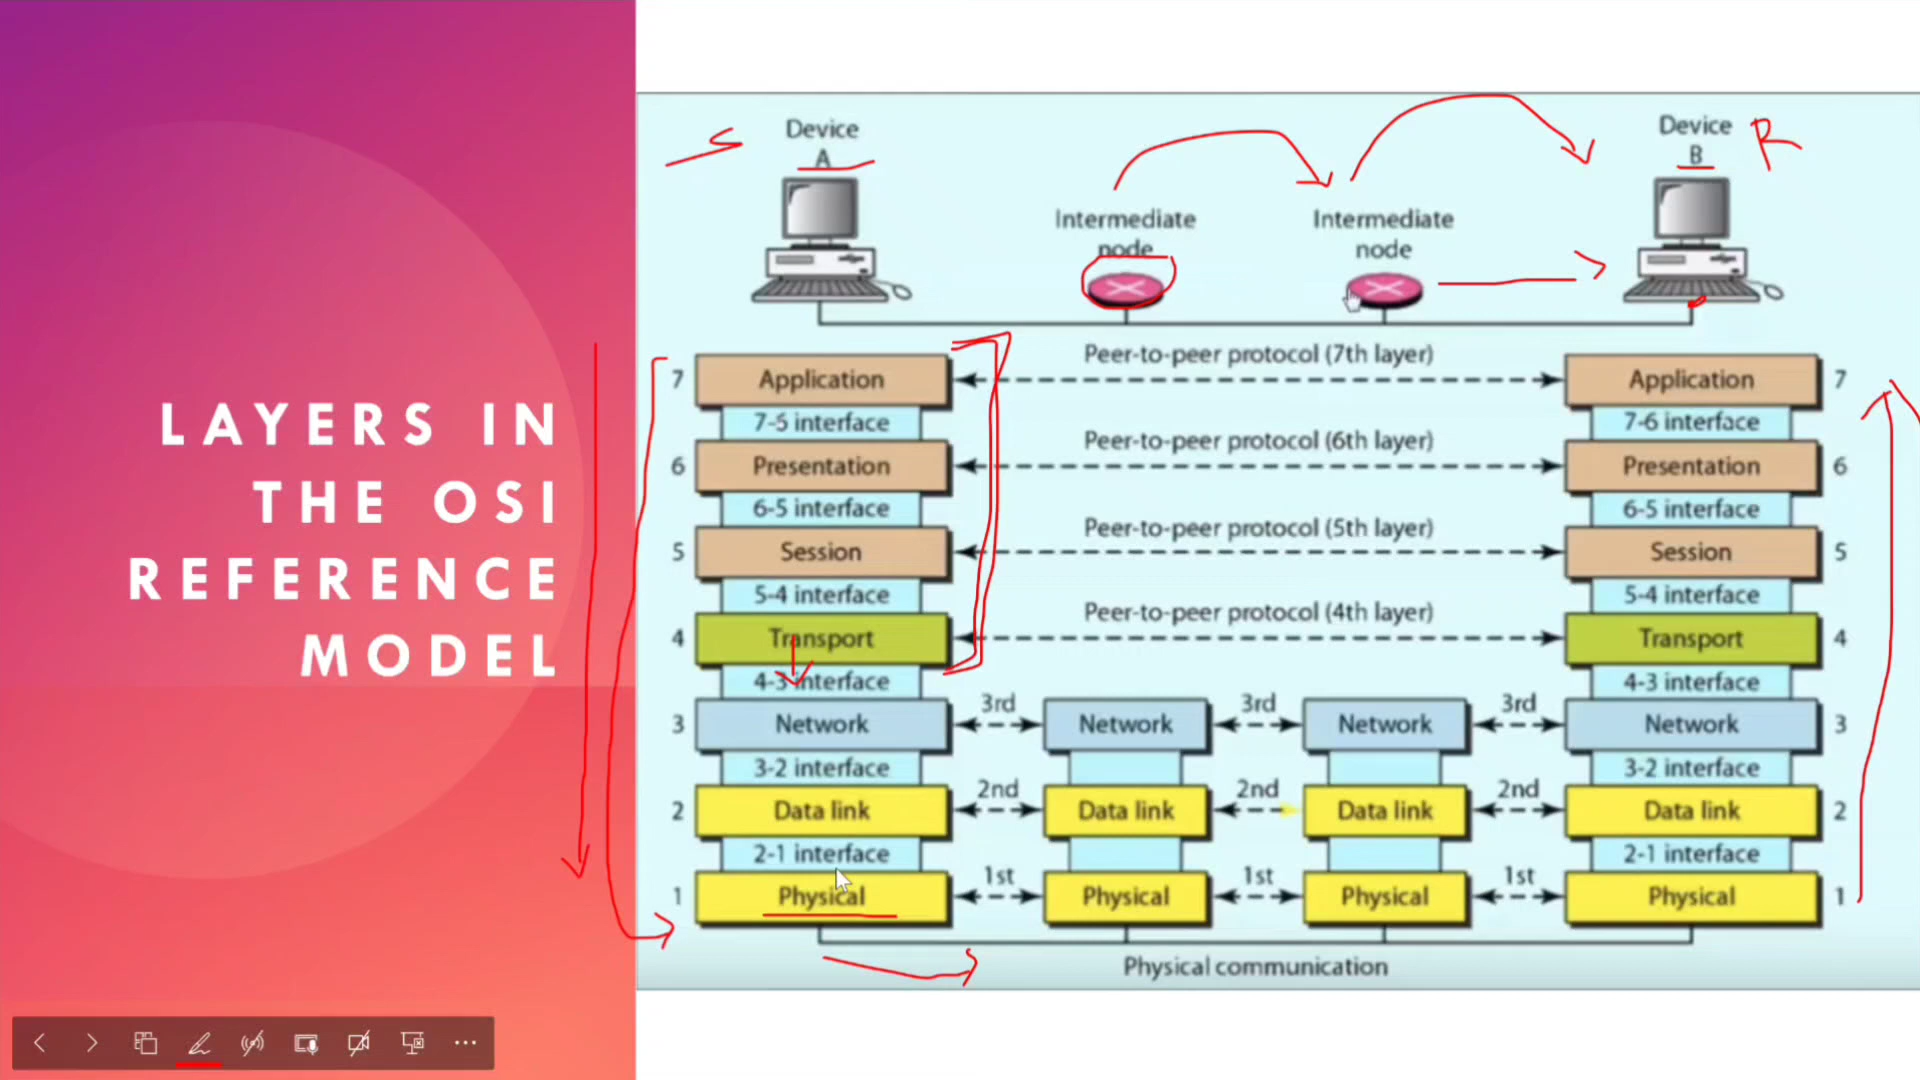 LAYERS IN
THE OSI
REFERENCE
MODEL
S
Device
A
Device
B
R
Intermediate
node
Intermediate
node
7 Application Peer-to-peer protocol (7th layer) Application 7
7-6 interface 7-6 interface
6 Presentation Peer-to-peer protocol (6th layer) Presentation 6
6-5 interface 6-5 interface
5 Session Peer-to-peer protocol (5th layer) Session 5
5-4 interface 5-4 interface
4 Transport Peer-to-peer protocol (4th layer) Transport 4
4-3 interface 4-3 interface
3 Network 3rd Network 3rd Network 3rd Network 3
3-2 interface 3-2 interface
2 Data link 2nd Data link 2nd Data link 2nd Data link 2
2-1 interface 2-1 interface
1 Physical 1st Physical 1st Physical 1st Physical 1
Physical communication